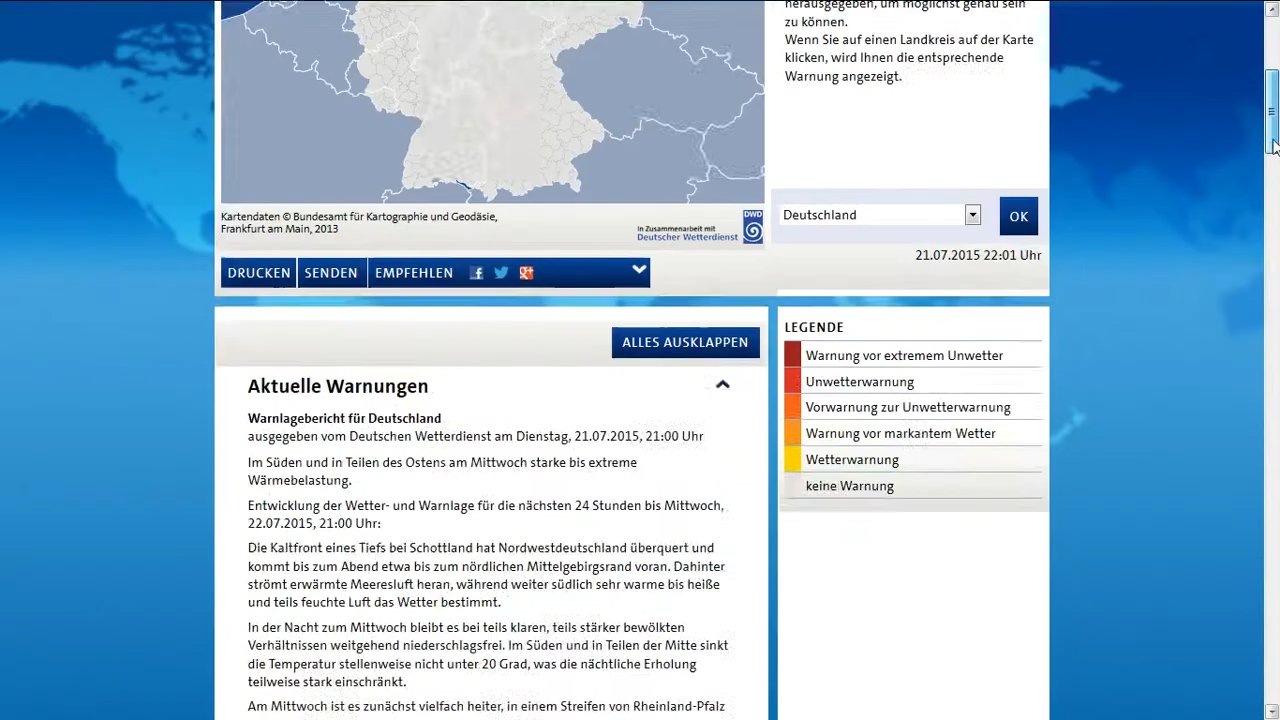 herausgegeben, um möglichst genau sein
zu können.
Wenn Sie auf einen Landkreis auf der Karte
klicken, wird Ihnen die entsprechende
Warnung angezeigt.
Kartendaten © Bundesamt für Kartographie und Geodäsie,
Frankfurt am Main, 2013
In Zusammenarbeit mit
Deutscher Wetterdienst
DWD
Deutschland
OK
21.07.2015 22:01 Uhr
DRUCKEN
SENDEN
EMPFEHLEN
ALLES AUSKLAPPEN
Aktuelle Warnungen
Warnlagebericht für Deutschland
ausgegeben vom Deutschen Wetterdienst am Dienstag, 21.07.2015, 21:00 Uhr
Im Süden und in Teilen des Ostens am Mittwoch starke bis extreme
Wärmebelastung.
Entwicklung der Wetter- und Warnlage für die nächsten 24 Stunden bis Mittwoch,
22.07.2015, 21:00 Uhr:
Die Kaltfront eines Tiefs bei Schottland hat Nordwestdeutschland überquert und
kommt bis zum Abend etwa bis zum nördlichen Mittelgebirgsrand voran. Dahinter
strömt erwärmte Meeresluft heran, während weiter südlich sehr warme bis heiße
und teils feuchte Luft das Wetter bestimmt.
In der Nacht zum Mittwoch bleibt es bei teils klaren, teils stärker bewölkten
Verhältnissen weitgehend niederschlagsfrei. Im Süden und in Teilen der Mitte sinkt
die Temperatur stellenweise nicht unter 20 Grad, was die nächtliche Erholung
teilweise stark einschränkt.
Am Mittwoch ist es zunächst vielfach heiter, in einem Streifen von Rheinland-Pfalz
LEGENDE
Warnung vor extremem Unwetter
Unwetterwarnung
Vorwarnung zur Unwetterwarnung
Warnung vor markantem Wetter
Wetterwarnung
keine Warnung